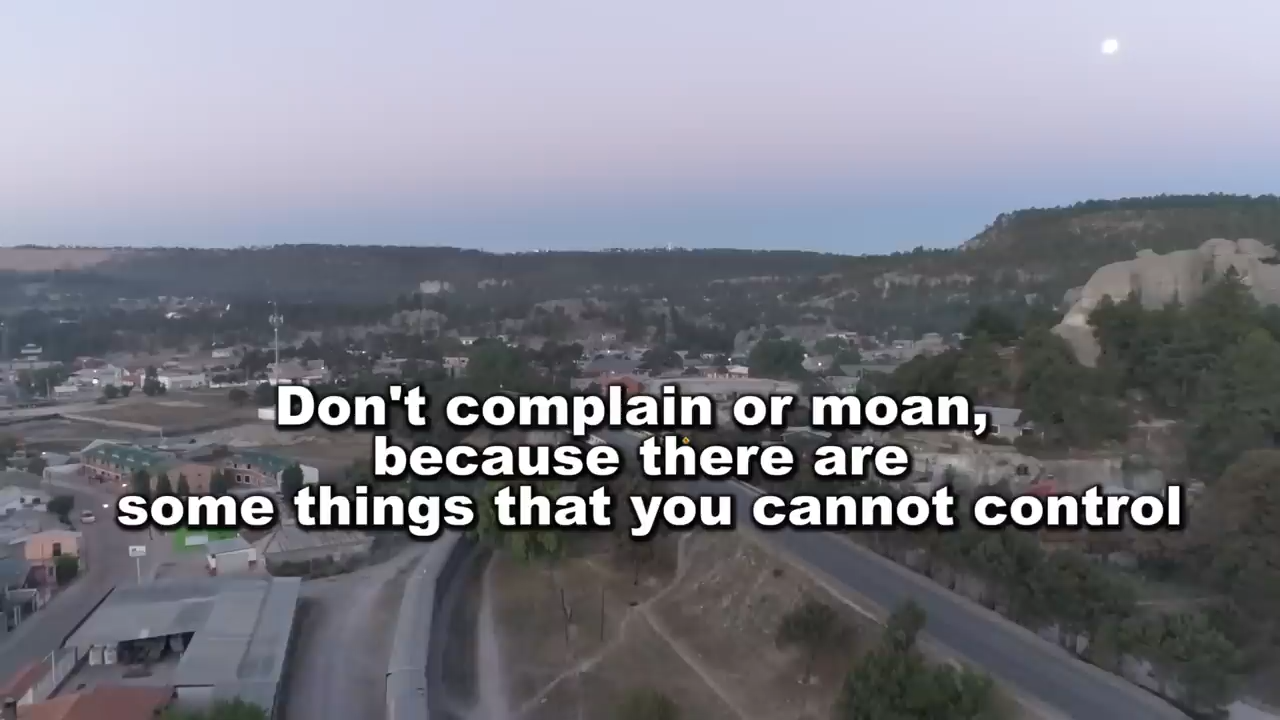 Don't complain or moan,
because there are
some things that you cannot control